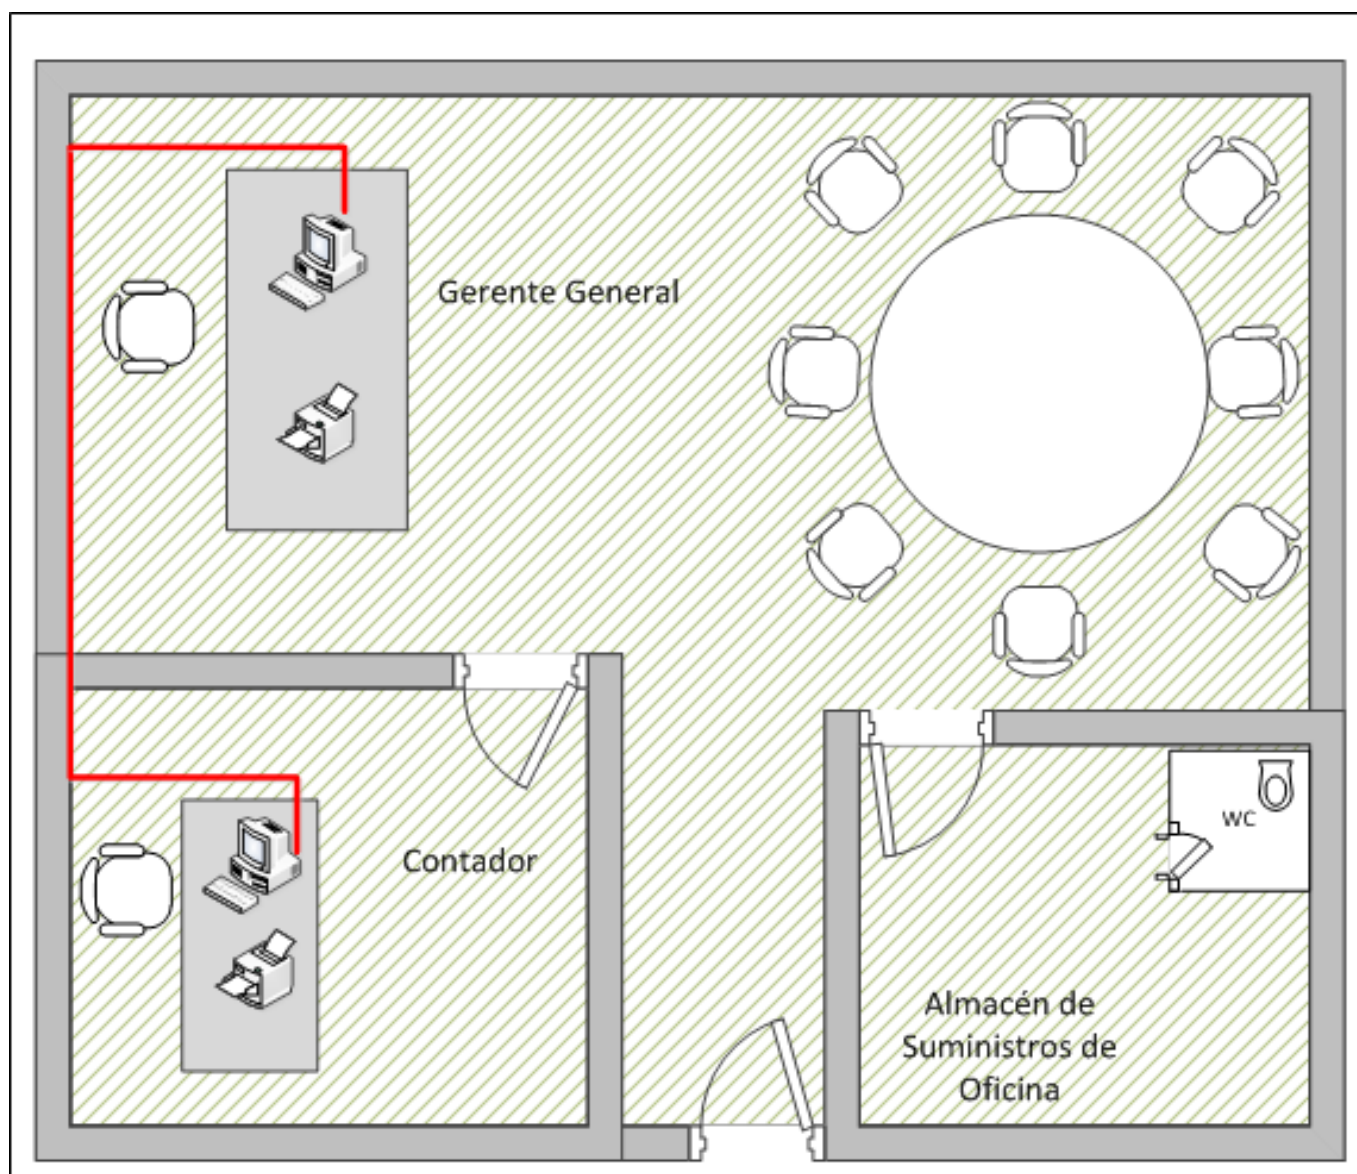 Gerente General
Contador
WC
Almacén de
Suministros de
Oficina